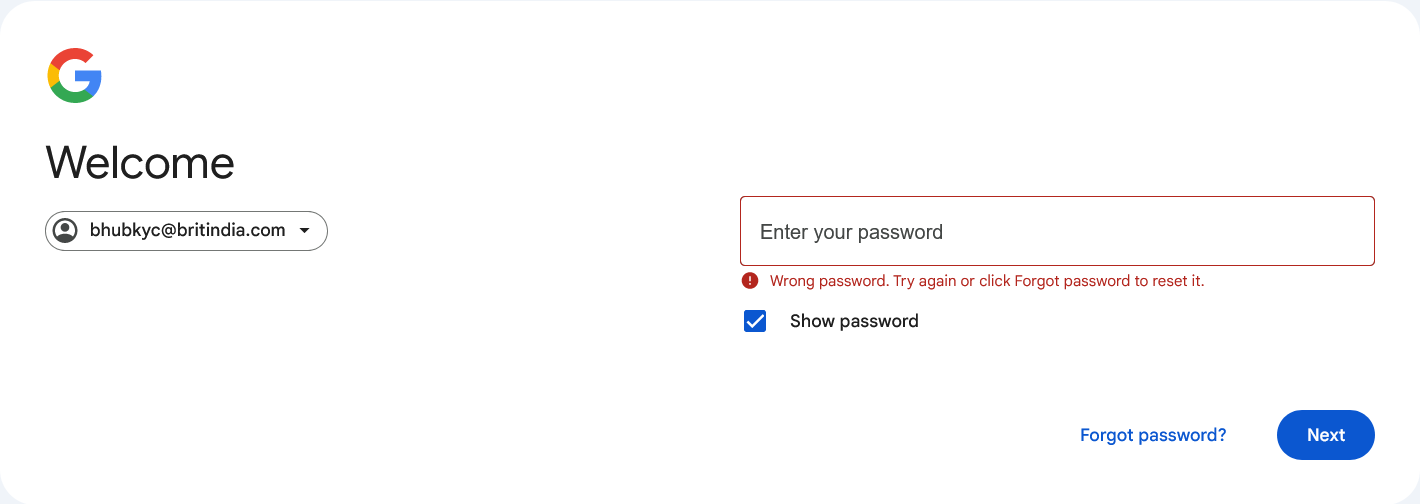 Welcome
bhubkyc@britindia.com
Enter your password
Wrong password. Try again or click Forgot password to reset it.
Show password
Forgot password?
Next